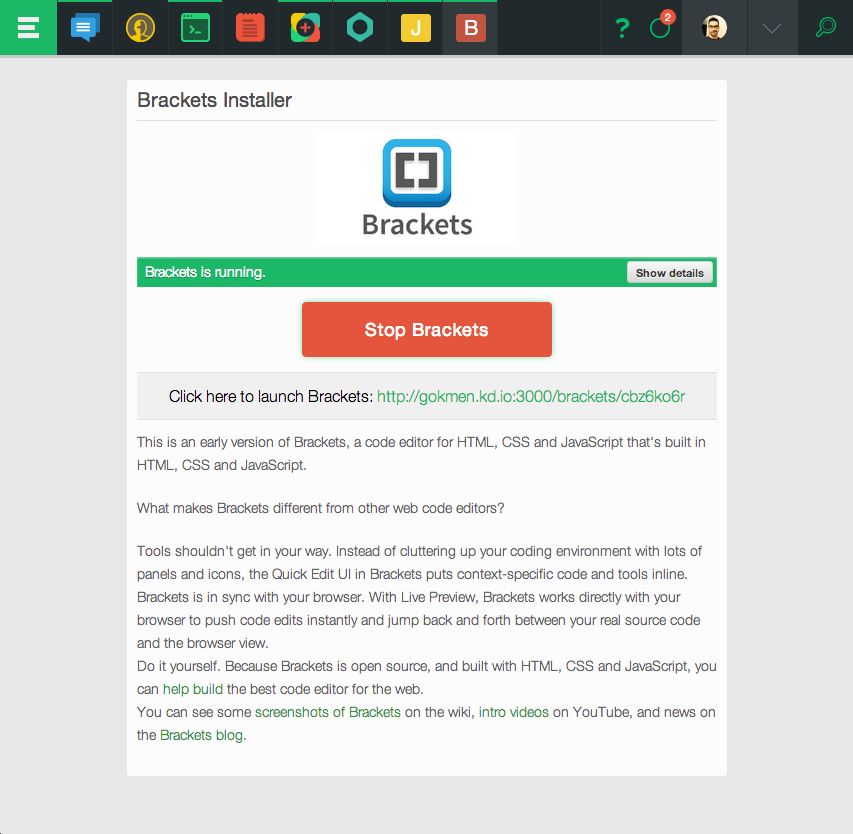 J
B
?
2
Brackets Installer
Brackets
Brackets is running.
Show details
Stop Brackets
Click here to launch Brackets: http://gokmen.kd.io:3000/brackets/cbz6ko6r
This is an early version of Brackets, a code editor for HTML, CSS and JavaScript that's built in
HTML, CSS and JavaScript.
What makes Brackets different from other web code editors?
Tools shouldn't get in your way. Instead of cluttering up your coding environment with lots of
panels and icons, the Quick Edit UI in Brackets puts context-specific code and tools inline.
Brackets is in sync with your browser. With Live Preview, Brackets works directly with your
browser to push code edits instantly and jump back and forth between your real source code
and the browser view.
Do it yourself. Because Brackets is open source, and built with HTML, CSS and JavaScript, you
can help build the best code editor for the web.
You can see some screenshots of Brackets on the wiki, intro videos on YouTube, and news on
the Brackets blog.